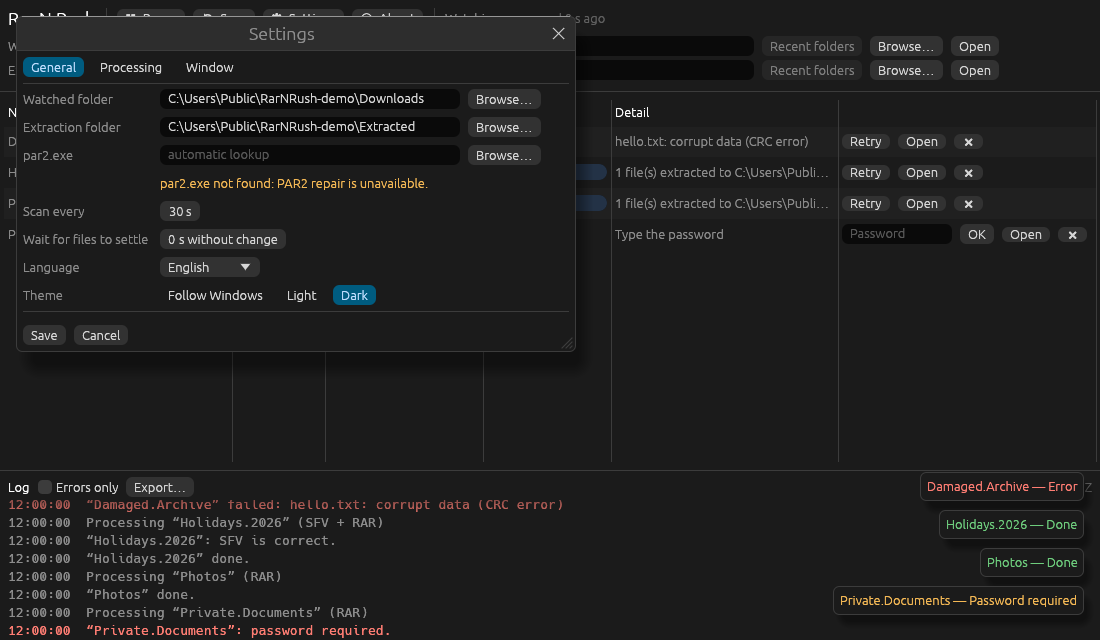 Settings
s ago
General Processing Window
Recent folders Browse… Open
Recent folders Browse… Open
Watched folder C:\Users\Public\RarNRush-demo\Downloads Browse…
Extraction folder C:\Users\Public\RarNRush-demo\Extracted Browse…
par2.exe automatic lookup Browse…
par2.exe not found: PAR2 repair is unavailable.
Scan every 30 s
Wait for files to settle 0 s without change
Language English
Theme Follow Windows Light Dark
Save Cancel
Detail
hello.txt: corrupt data (CRC error) Retry Open ×
1 file(s) extracted to C:\Users\Publi… Retry Open ×
1 file(s) extracted to C:\Users\Publi… Retry Open ×
Type the password Password OK Open ×
Log Errors only Export…
12:00:00 “Damaged.Archive” failed: hello.txt: corrupt data (CRC error)
12:00:00 Processing “Holidays.2026” (SFV + RAR)
12:00:00 “Holidays.2026”: SFV is correct.
12:00:00 “Holidays.2026” done.
12:00:00 Processing “Photos” (RAR)
12:00:00 “Photos” done.
12:00:00 Processing “Private.Documents” (RAR)
12:00:00 “Private.Documents”: password required.
Damaged.Archive — Error
Holidays.2026 — Done
Photos — Done
Private.Documents — Password required